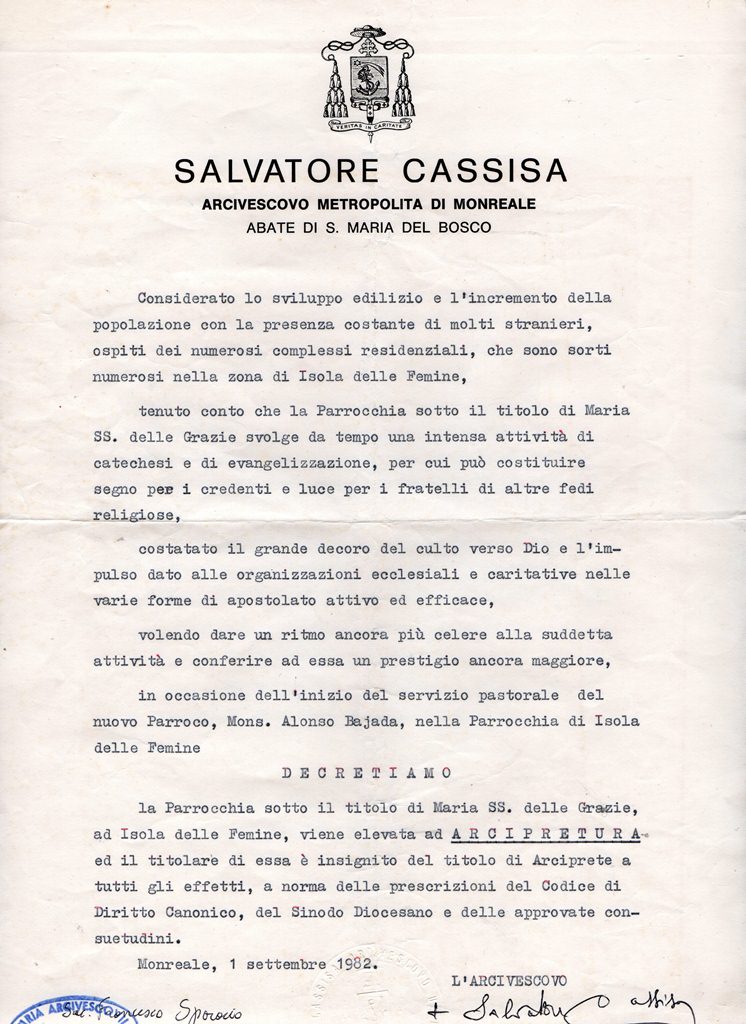 VERITAS IN CARITATE
SALVATORE CASSISA
ARCIVESCOVO METROPOLITA DI MONREALE
ABATE DI S. MARIA DEL BOSCO
Considerato lo sviluppo edilizio e l'incremento della
popolazione con la presenza costante di molti stranieri,
ospiti dei numerosi complessi residenziali, che sono sorti
numerosi nella zona di Isola delle Femine,
tenuto conto che la Parrocchia sotto il titolo di Maria
SS. delle Grazie svolge da tempo una intensa attività di
catechesi e di evangelizzazione, per cui può costituire
segno per i credenti e luce per i fratelli di altre fedi
religiose,
costatato il grande decoro del culto verso Dio e l'im-
pulso dato alle organizzazioni ecclesiali e caritative nelle
varie forme di apostolato attivo ed efficace,
volendo dare un ritmo ancora più celere alla suddetta
attività e conferire ad essa un prestigio ancora maggiore,
in occasione dell'inizio del servizio pastorale del
nuovo Parroco, Mons. Alonso Bajada, nella Parrocchia di Isola
delle Femine
D E C R E T I A M O
la Parrocchia sotto il titolo di Maria SS. delle Grazie,
ad Isola delle Femine, viene elevata ad A R C I P R E T U R A
ed il titolare di essa è insignito del titolo di Arciprete a
tutti gli effetti, a norma delle prescrizioni del Codice di
Diritto Canonico, del Sinodo Diocesano e delle approvate con-
suetudini.
Monreale, 1 settembre 1982.
L'ARCIVESCOVO
+ Salvatore Cassisa
Sac. Francesco